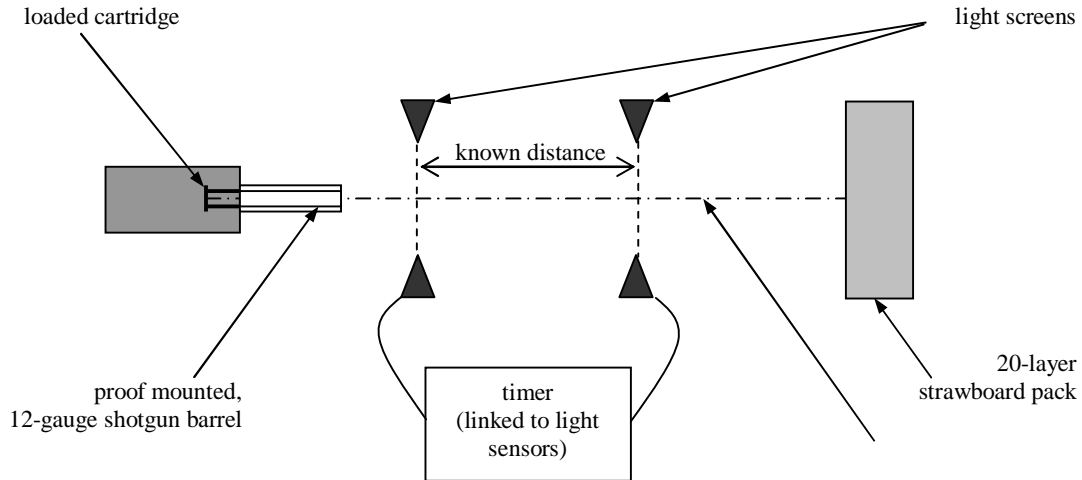 loaded cartridge
light screens
known distance
proof mounted,
12-gauge shotgun barrel
timer
(linked to light
sensors)
20-layer
strawboard pack